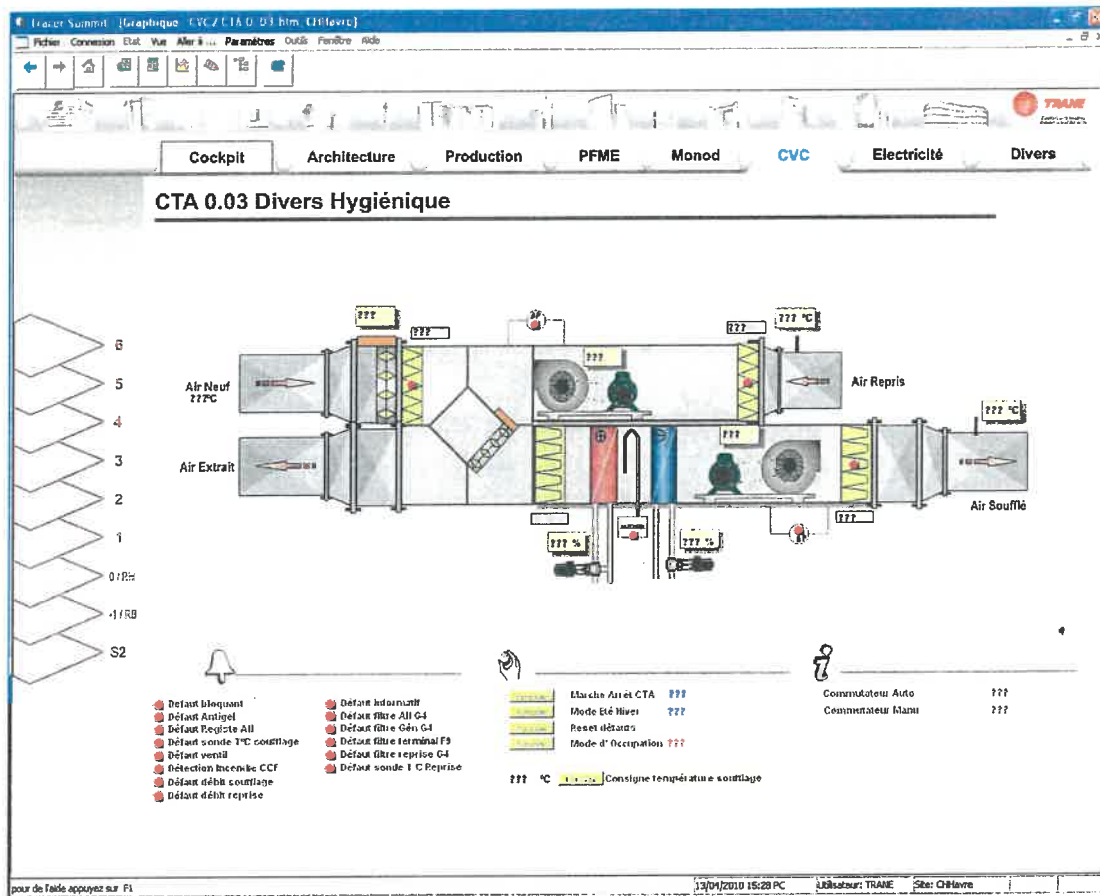 Tracer Summit - [Graphique - CVC / CTA 0_03.htm, CHHavre]
Fichier Connexion Etat Vue Aller à ... Paramètres Outils Fenêtre Aide
TRANE
Cockpit Architecture Production PFME Monod CVC Electricité Divers
CTA 0.03 Divers Hygiénique
???
???
???
??? °C
6
5
4
3
2
1
0 / RH
-1 / RB
S2
Air Neuf
???°C
???
Air Repris
??? °C
Air Extrait
???
Air Soufflé
???
??? %
??? %
Défaut bloquant
Défaut Antigel
Défaut Registe AII
Défaut sonde T°C soufflage
Défaut ventil
Détection Incendie CCF
Défaut débit soufflage
Défaut débit reprise
Défaut Informatif
Défaut filtre AII G4
Défaut filtre Gén G4
Défaut filtre terminal F9
Défaut filtre reprise G4
Défaut sonde T C Reprise
Marche Arrêt CTA ???
Mode Eté Hiver ???
Reset défauts
Mode d' Occupation ???
??? °C Consigne température soufflage
Commutateur Auto ???
Commutateur Manu ???
pour de l'aide appuyez sur F1
13/04/2010 15:28 PC Utilisateur: TRANE Site: CHHavre